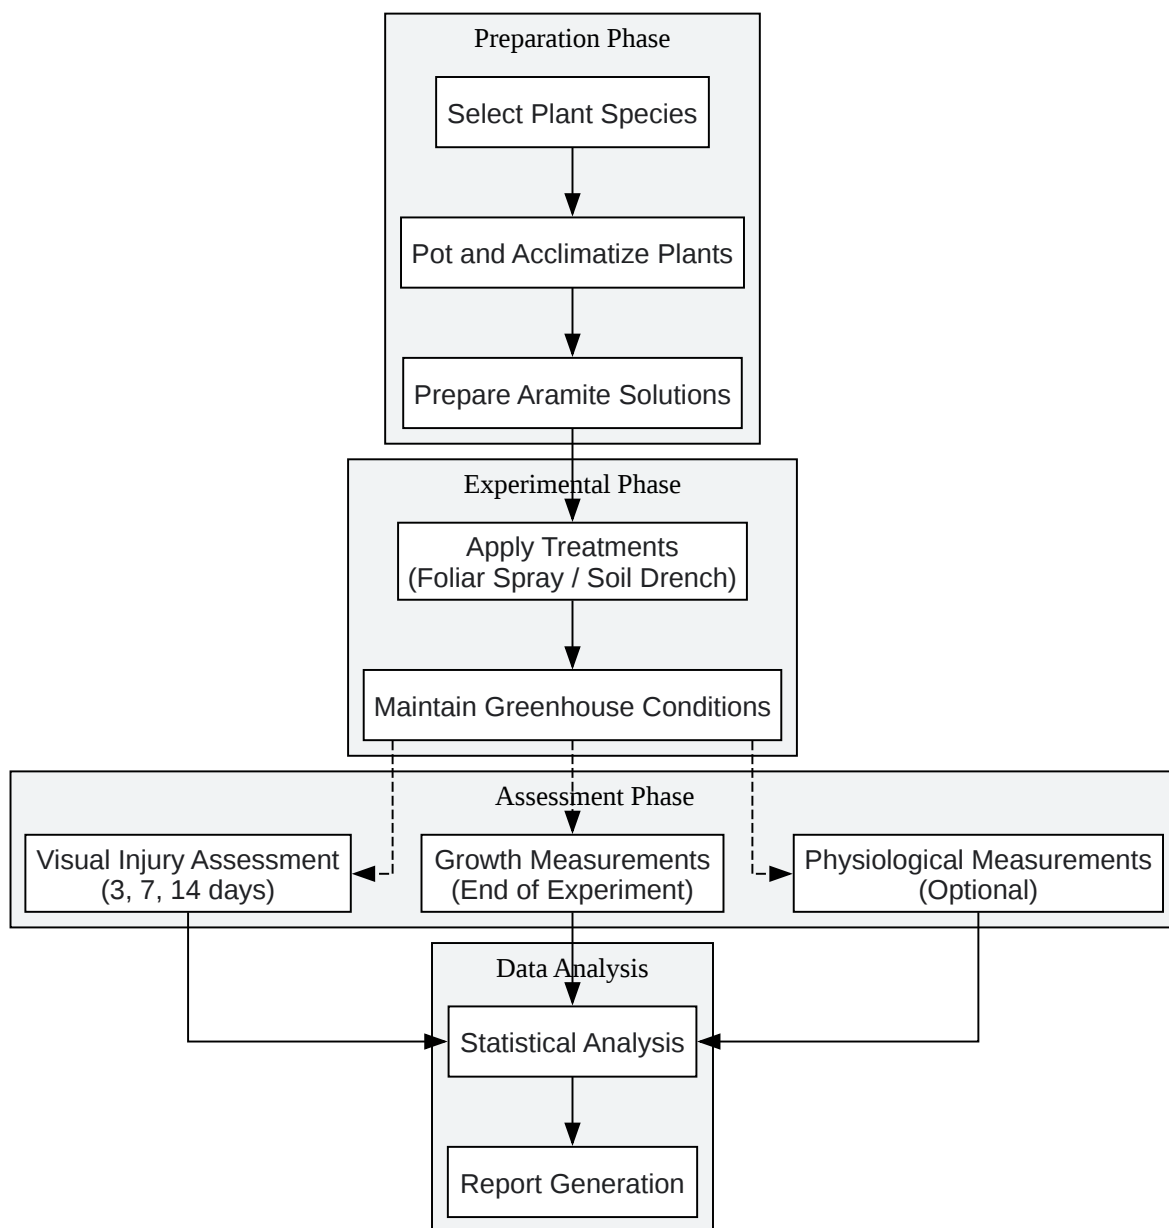 Preparation Phase
Select Plant Species
Pot and Acclimatize Plants
Prepare Aramite Solutions
Experimental Phase
Apply Treatments
(Foliar Spray / Soil Drench)
Maintain Greenhouse Conditions
Assessment Phase
Visual Injury Assessment
(3, 7, 14 days)
Growth Measurements
(End of Experiment)
Physiological Measurements
(Optional)
Data Analysis
Statistical Analysis
Report Generation